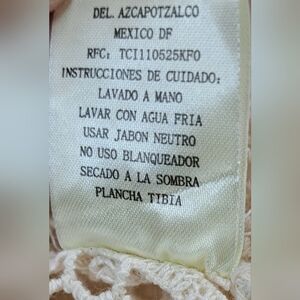 DEL. AZCAPOTZALCO
MEXICO DF
RFC: TCI110525KF0
INSTRUCCIONES DE CUIDADO:
LAVADO A MANO
LAVAR CON AGUA FRIA
USAR JABON NEUTRO
NO USO BLANQUEADOR
SECADO A LA SOMBRA
PLANCHA TIBIA